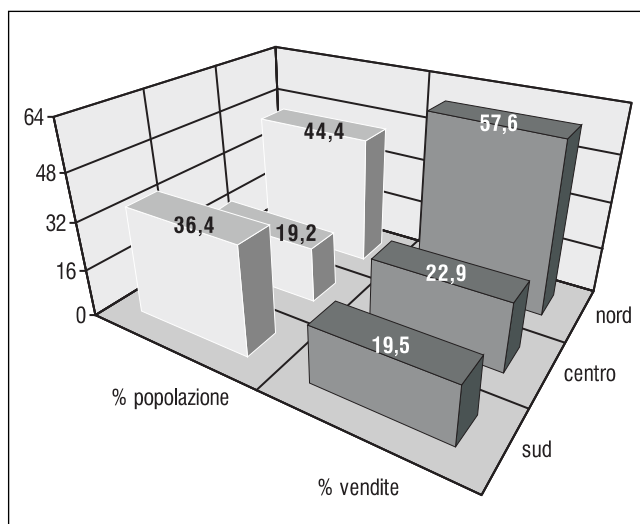 64
48
32
16
0
44,4
57,6
36,4
19,2
22,9
19,5
nord
centro
sud
% popolazione
% vendite